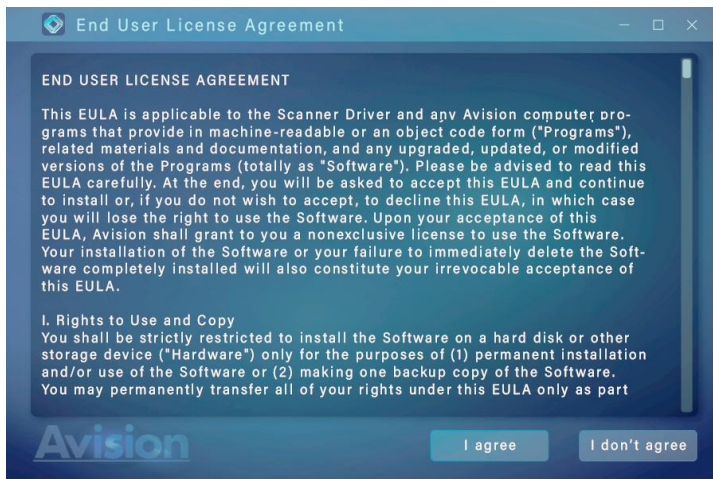 End User License Agreement
END USER LICENSE AGREEMENT
This EULA is applicable to the Scanner Driver and any Avision computer pro-
grams that provide in machine-readable or an object code form ("Programs"),
related materials and documentation, and any upgraded, updated, or modified
versions of the Programs (totally as "Software"). Please be advised to read this
EULA carefully. At the end, you will be asked to accept this EULA and continue
to install or, if you do not wish to accept, to decline this EULA, in which case
you will lose the right to use the Software. Upon your acceptance of this
EULA, Avision shall grant to you a nonexclusive license to use the Software.
Your installation of the Software or your failure to immediately delete the Soft-
ware completely installed will also constitute your irrevocable acceptance of
this EULA.
I. Rights to Use and Copy
You shall be strictly restricted to install the Software on a hard disk or other
storage device ("Hardware") only for the purposes of (1) permanent installation
and/or use of the Software or (2) making one backup copy of the Software.
You may permanently transfer all of your rights under this EULA only as part
Avision
I agree
I don't agree